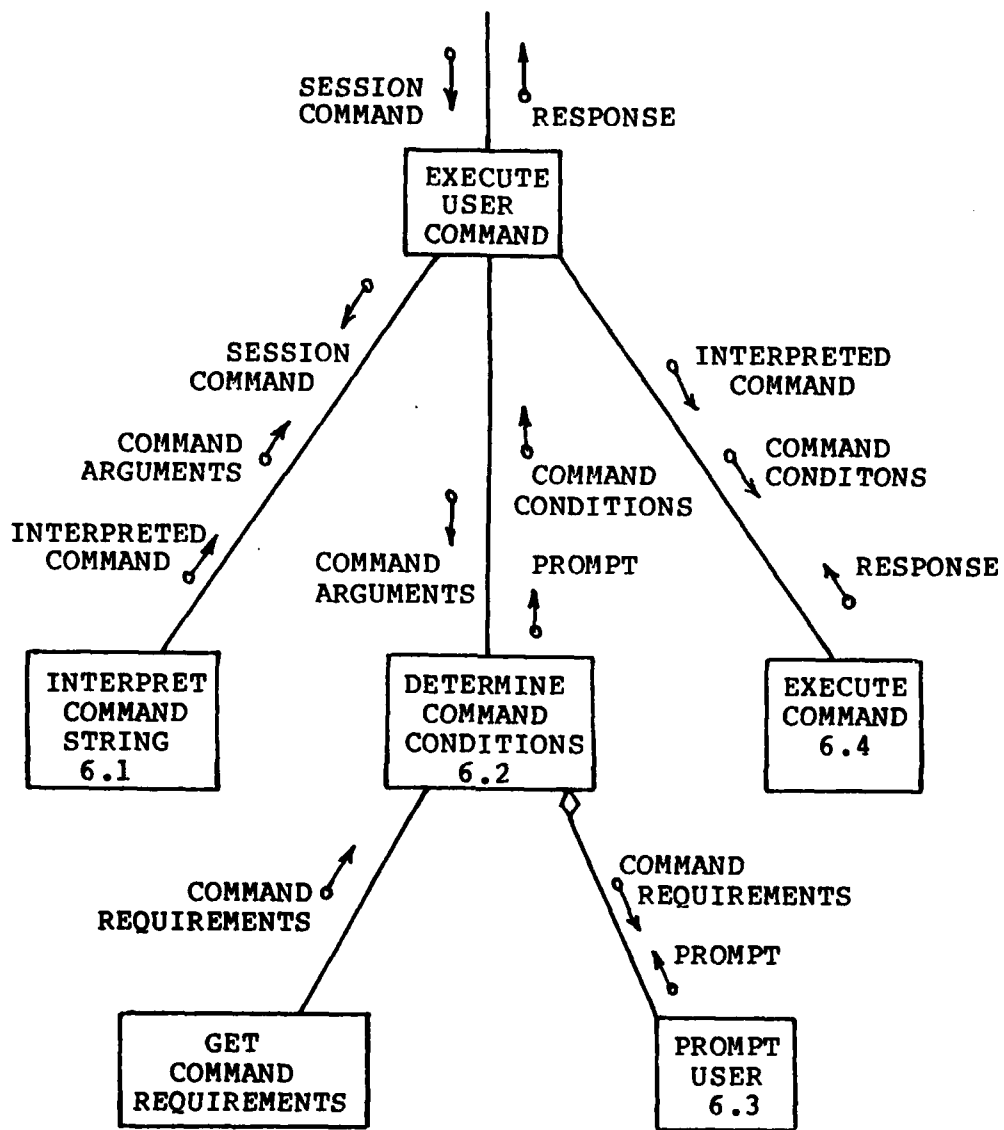 SESSION
COMMAND
RESPONSE
EXECUTE
USER
COMMAND
SESSION
COMMAND
INTERPRETED
COMMAND
COMMAND
ARGUMENTS
COMMAND
CONDITIONS
COMMAND
CONDITONS
INTERPRETED
COMMAND
COMMAND
ARGUMENTS
PROMPT
RESPONSE
INTERPRET
COMMAND
STRING
6.1
DETERMINE
COMMAND
CONDITIONS
6.2
EXECUTE
COMMAND
6.4
COMMAND
REQUIREMENTS
COMMAND
REQUIREMENTS
PROMPT
GET
COMMAND
REQUIREMENTS
PROMPT
USER
6.3